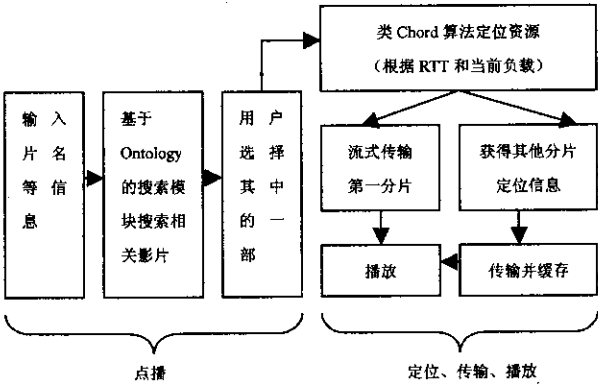 输入
片名
等信
息
基于
Ontology
的搜索模
块搜索相
关影片
用户
选择
其中
的一
部
类 Chord 算法定位资源
（根据 RTT 和当前负载）
流式传输
第一分片
获得其他分片
定位信息
播放
传输并缓存
点播
定位、传输、播放